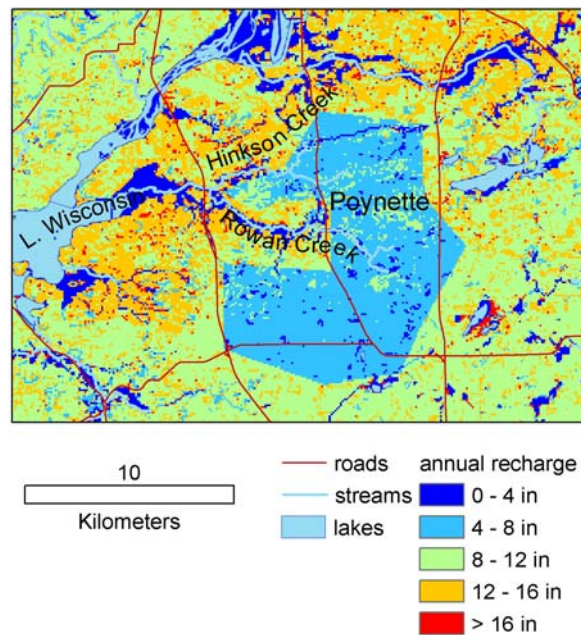 Hinkson Creek
Poynette
L. Wisconsin
Rowan Creek
10
Kilometers
roads
streams
lakes
annual recharge
0 - 4 in
4 - 8 in
8 - 12 in
12 - 16 in
> 16 in